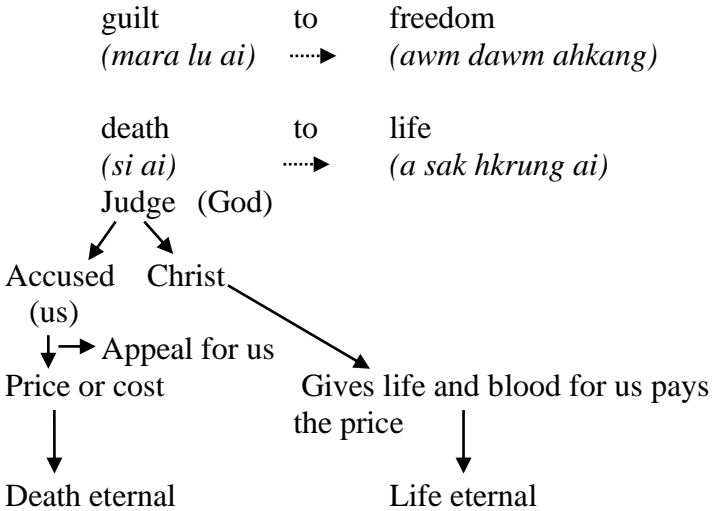 guilt to freedom
(mara lu ai) (awm dawm ahkang)
death to life
(si ai) (a sak hkrung ai)
Judge (God)
Accused Christ
(us)
Appeal for us
Price or cost Gives life and blood for us pays
the price
Death eternal Life eternal